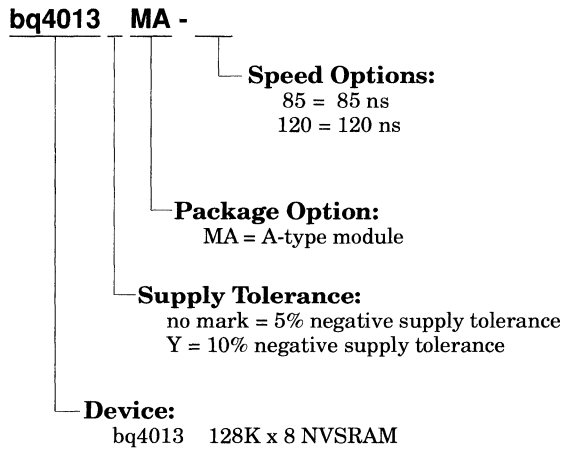 bq4013 _ MA - __
Speed Options:
85 = 85 ns
120 = 120 ns
Package Option:
MA = A-type module
Supply Tolerance:
no mark = 5% negative supply tolerance
Y = 10% negative supply tolerance
Device:
bq4013 128K x 8 NVSRAM